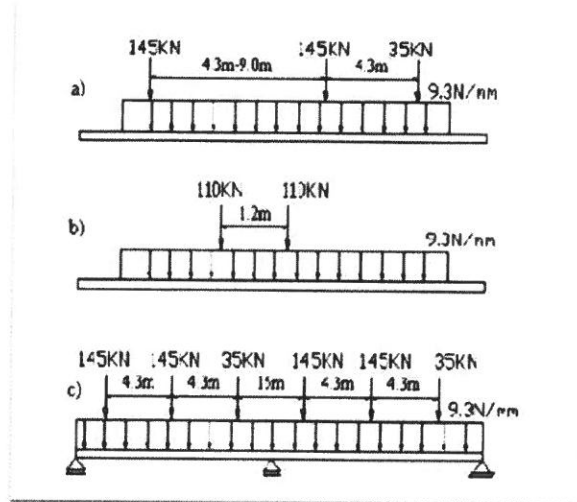 145KN 145KN 35KN
4.3m-9.0m 4.3m
a) 9.3N/mm
110KN 110KN
1.2m
b) 9.3N/mm
145KN 145KN 35KN 145KN 145KN 35KN
4.3m 4.3m 15m 4.3m 4.3m
c) 9.3N/mm